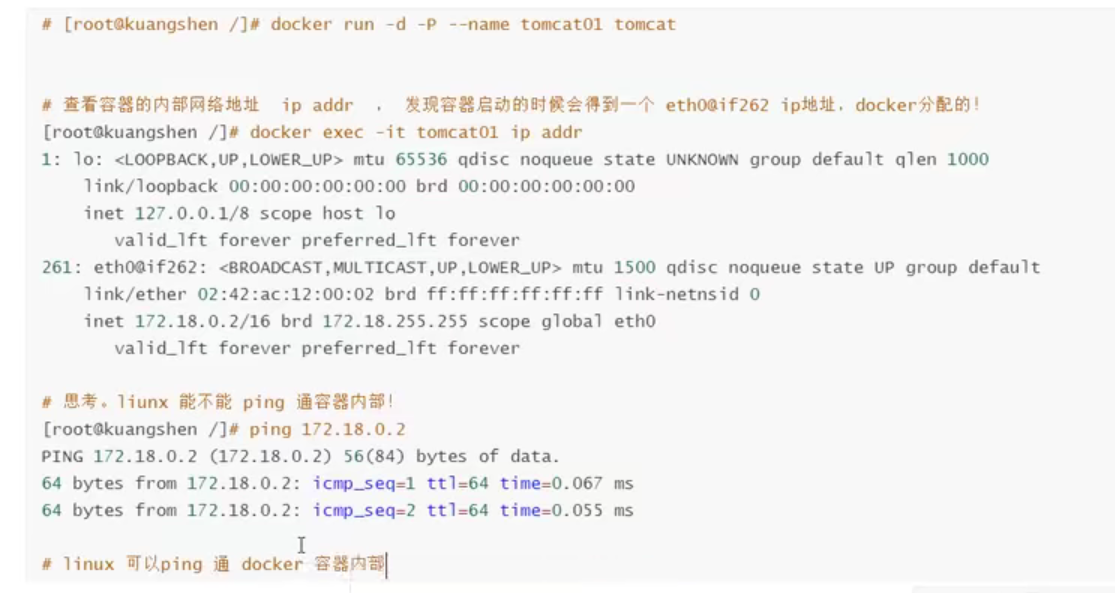 # [root@kuangshen /]# docker run -d -P --name tomcat01 tomcat
# 查看容器的内部网络地址 ip addr ， 发现容器启动的时候会得到一个 eth0@if262 ip地址，docker分配的！
[root@kuangshen /]# docker exec -it tomcat01 ip addr
1: lo: <LOOPBACK,UP,LOWER_UP> mtu 65536 qdisc noqueue state UNKNOWN group default qlen 1000
link/loopback 00:00:00:00:00:00 brd 00:00:00:00:00:00
inet 127.0.0.1/8 scope host lo
valid_lft forever preferred_lft forever
261: eth0@if262: <BROADCAST,MULTICAST,UP,LOWER_UP> mtu 1500 qdisc noqueue state UP group default
link/ether 02:42:ac:12:00:02 brd ff:ff:ff:ff:ff:ff link-netnsid 0
inet 172.18.0.2/16 brd 172.18.255.255 scope global eth0
valid_lft forever preferred_lft forever
# 思考。liunx 能不能 ping 通容器内部！
[root@kuangshen /]# ping 172.18.0.2
PING 172.18.0.2 (172.18.0.2) 56(84) bytes of data.
64 bytes from 172.18.0.2: icmp_seq=1 ttl=64 time=0.067 ms
64 bytes from 172.18.0.2: icmp_seq=2 ttl=64 time=0.055 ms
# linux 可以ping 通 docker 容器内部